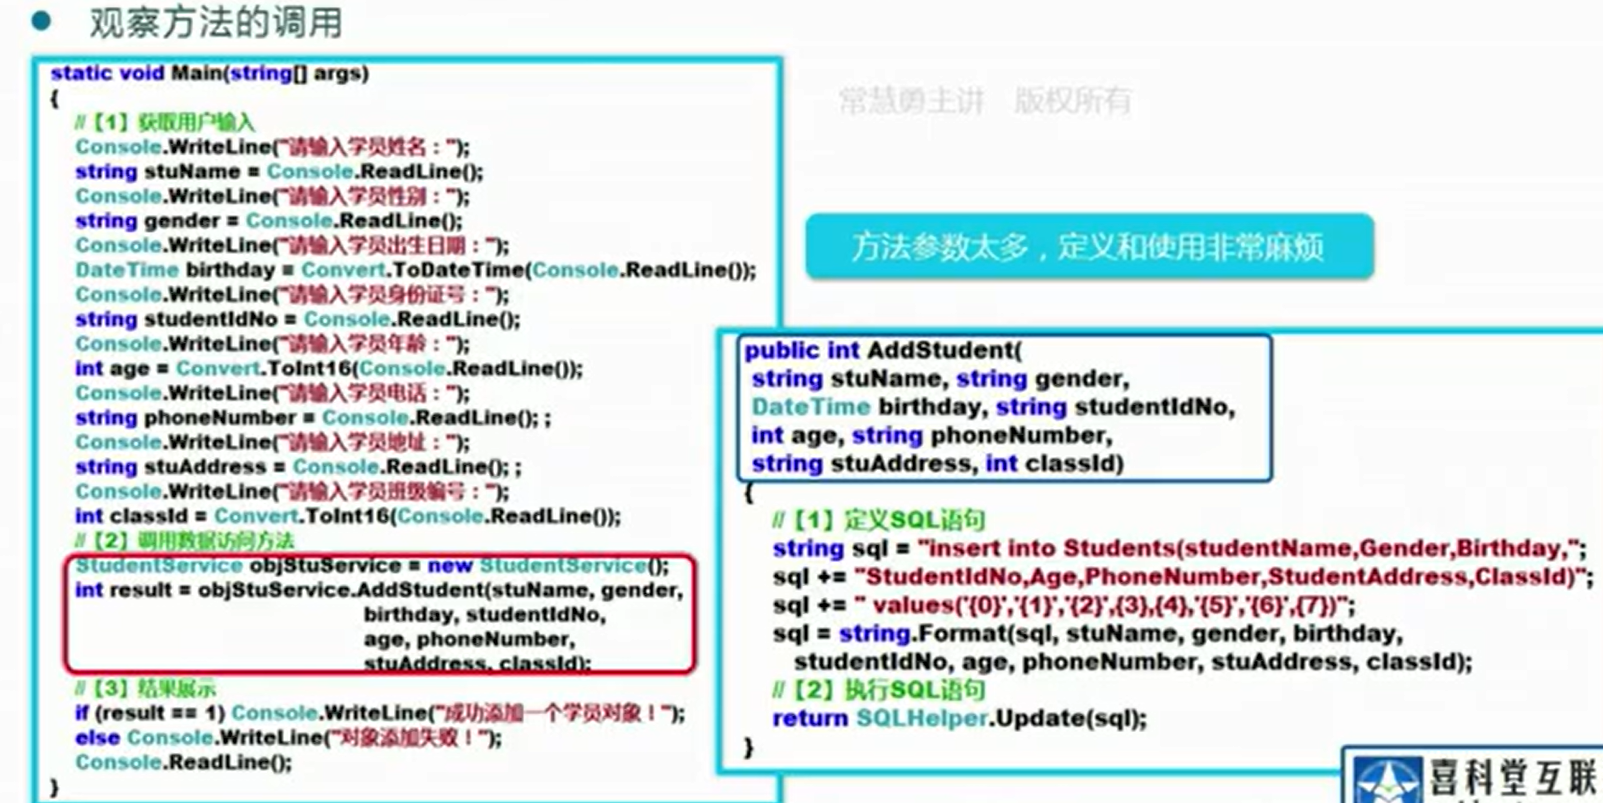 观察方法的调用
static void Main(string[] args)
{
//【1】获取用户输入
Console.WriteLine("请输入学员姓名：");
string stuName = Console.ReadLine();
Console.WriteLine("请输入学员性别：");
string gender = Console.ReadLine();
Console.WriteLine("请输入学员出生日期：");
DateTime birthday = Convert.ToDateTime(Console.ReadLine());
Console.WriteLine("请输入学员身份证号：");
string studentIdNo = Console.ReadLine();
Console.WriteLine("请输入学员年龄：");
int age = Convert.ToInt16(Console.ReadLine());
Console.WriteLine("请输入学员电话：");
string phoneNumber = Console.ReadLine(); ;
Console.WriteLine("请输入学员地址：");
string stuAddress = Console.ReadLine(); ;
Console.WriteLine("请输入学员班级编号：");
int classId = Convert.ToInt16(Console.ReadLine());
//【2】调用数据访问方法
StudentService objStuService = new StudentService();
int result = objStuService.AddStudent(stuName, gender,
birthday, studentIdNo,
age, phoneNumber,
stuAddress, classId);
//【3】结果展示
if (result == 1) Console.WriteLine("成功添加一个学员对象！");
else Console.WriteLine("对象添加失败！");
Console.ReadLine();
}
常慧勇主讲 版权所有
方法参数太多，定义和使用非常麻烦
public int AddStudent(
string stuName, string gender,
DateTime birthday, string studentIdNo,
int age, string phoneNumber,
string stuAddress, int classId)
{
//【1】定义SQL语句
string sql = "insert into Students(studentName,Gender,Birthday,";
sql += "StudentIdNo,Age,PhoneNumber,StudentAddress,ClassId)";
sql += " values('{0}','{1}','{2}',{3},{4},'{5}','{6}',{7})";
sql = string.Format(sql, stuName, gender, birthday,
studentIdNo, age, phoneNumber, stuAddress, classId);
//【2】执行SQL语句
return SQLHelper.Update(sql);
}
喜科堂互联